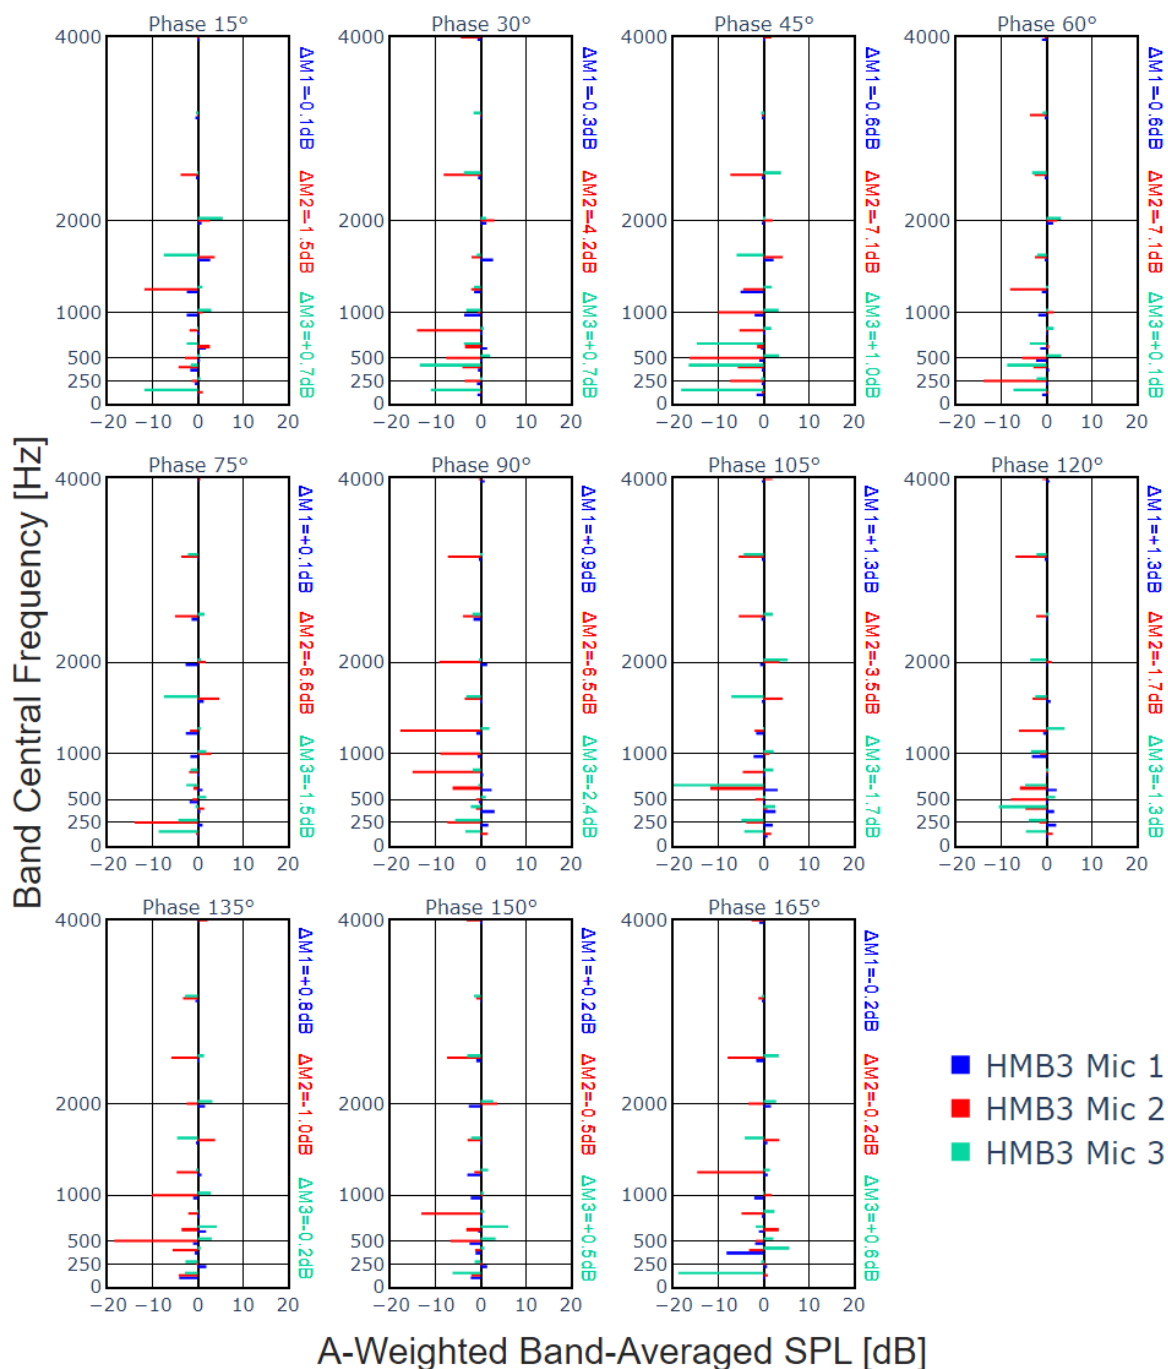 Phase 15°
Phase 30°
Phase 45°
Phase 60°
4000
2000
1000
500
250
0
−20 −10 0 10 20
ΔM1=-0.1dB
ΔM2=-1.5dB
ΔM3=+0.7dB
4000
2000
1000
500
250
0
−20 −10 0 10 20
ΔM1=-0.3dB
ΔM2=-4.2dB
ΔM3=+0.7dB
4000
2000
1000
500
250
0
−20 −10 0 10 20
ΔM1=-0.6dB
ΔM2=-7.1dB
ΔM3=+1.0dB
4000
2000
1000
500
250
0
−20 −10 0 10 20
ΔM1=-0.6dB
ΔM2=-7.1dB
ΔM3=+0.1dB
Band Central Frequency [Hz]
Phase 75°
Phase 90°
Phase 105°
Phase 120°
4000
2000
1000
500
250
0
−20 −10 0 10 20
ΔM1=+0.1dB
ΔM2=-6.6dB
ΔM3=-1.5dB
4000
2000
1000
500
250
0
−20 −10 0 10 20
ΔM1=+0.9dB
ΔM2=-6.5dB
ΔM3=-2.4dB
4000
2000
1000
500
250
0
−20 −10 0 10 20
ΔM1=+1.3dB
ΔM2=-3.5dB
ΔM3=-1.7dB
4000
2000
1000
500
250
0
−20 −10 0 10 20
ΔM1=+1.3dB
ΔM2=-1.7dB
ΔM3=-1.3dB
Phase 135°
Phase 150°
Phase 165°
4000
2000
1000
500
250
0
−20 −10 0 10 20
ΔM1=+0.8dB
ΔM2=-1.0dB
ΔM3=-0.2dB
4000
2000
1000
500
250
0
−20 −10 0 10 20
ΔM1=+0.2dB
ΔM2=-0.5dB
ΔM3=+0.5dB
4000
2000
1000
500
250
0
−20 −10 0 10 20
ΔM1=-0.2dB
ΔM2=-0.2dB
ΔM3=+0.6dB
HMB3 Mic 1
HMB3 Mic 2
HMB3 Mic 3
A-Weighted Band-Averaged SPL [dB]